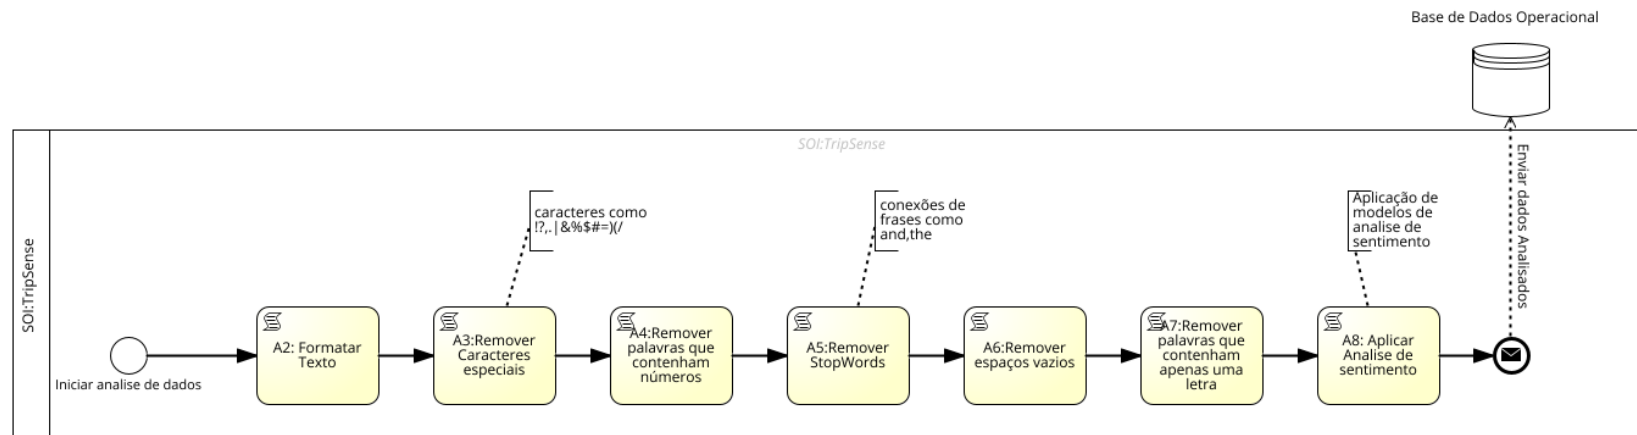 Base de Dados Operacional
SOI:TripSense
SOI:TripSense
Enviar dados Analisados
caracteres como
!?,.|&%$#=)(/
conexões de
frases como
and,the
Aplicação de
modelos de
analise de
sentimento
Iniciar analise de dados
A2: Formatar
Texto
A3:Remover
Caracteres
especiais
A4:Remover
palavras que
contenham
números
A5:Remover
StopWords
A6:Remover
espaços vazios
A7:Remover
palavras que
contenham
apenas uma
letra
A8: Aplicar
Analise de
sentimento